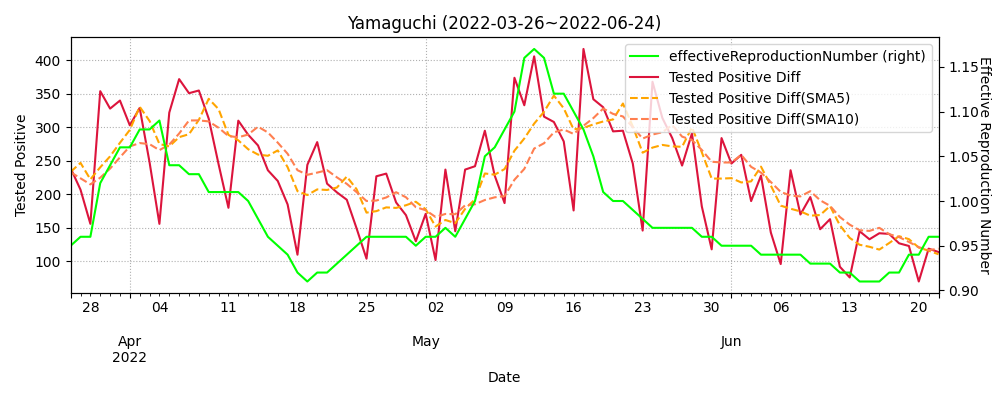 Yamaguchi (2022-03-26~2022-06-24)
effectiveReproductionNumber (right)
Tested Positive Diff
Tested Positive Diff(SMA5)
Tested Positive Diff(SMA10)
Tested Positive
400
350
300
250
200
150
100
1.15
1.10
1.05
1.00
0.95
0.90
Effective Reproduction Number
28 04 11 18 25 02 09 16 23 30 06 13 20
Apr May Jun
2022
Date